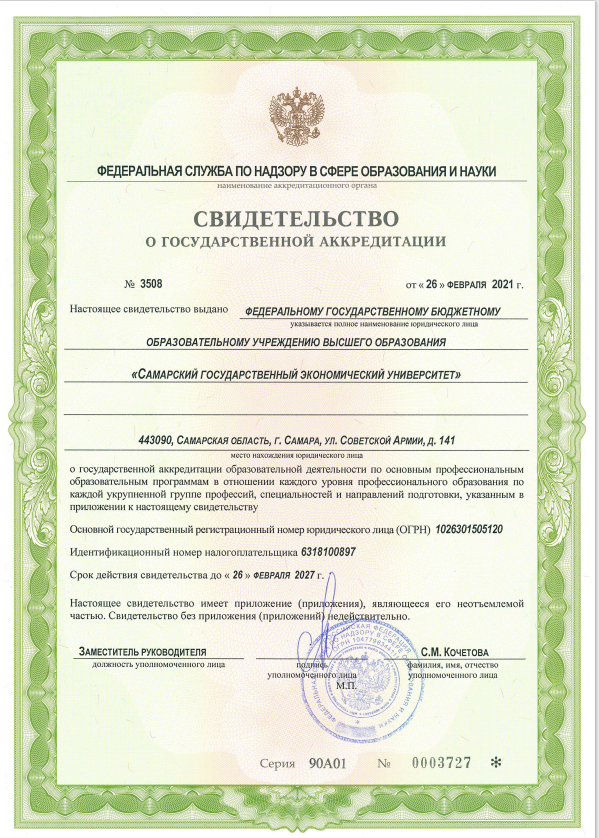 ФЕДЕРАЛЬНАЯ СЛУЖБА ПО НАДЗОРУ В СФЕРЕ ОБРАЗОВАНИЯ И НАУКИ
наименование аккредитационного органа
СВИДЕТЕЛЬСТВО
О ГОСУДАРСТВЕННОЙ АККРЕДИТАЦИИ
№ 3508 от « 26 » ФЕВРАЛЯ 2021 г.
Настоящее свидетельство выдано ФЕДЕРАЛЬНОМУ ГОСУДАРСТВЕННОМУ БЮДЖЕТНОМУ
указывается полное наименование юридического лица
ОБРАЗОВАТЕЛЬНОМУ УЧРЕЖДЕНИЮ ВЫСШЕГО ОБРАЗОВАНИЯ
«САМАРСКИЙ ГОСУДАРСТВЕННЫЙ ЭКОНОМИЧЕСКИЙ УНИВЕРСИТЕТ»
443090, САМАРСКАЯ ОБЛАСТЬ, Г. САМАРА, УЛ. СОВЕТСКОЙ АРМИИ, Д. 141
место нахождения юридического лица
о государственной аккредитации образовательной деятельности по основным профессиональным
образовательным программам в отношении каждого уровня профессионального образования по
каждой укрупненной группе профессий, специальностей и направлений подготовки, указанным в
приложении к настоящему свидетельству
Основной государственный регистрационный номер юридического лица (ОГРН) 1026301505120
Идентификационный номер налогоплательщика 6318100897
Срок действия свидетельства до « 26 » ФЕВРАЛЯ 2027 г.
Настоящее свидетельство имеет приложение (приложения), являющееся его неотъемлемой
частью. Свидетельство без приложения (приложений) недействительно.
ЗАМЕСТИТЕЛЬ РУКОВОДИТЕЛЯ С.М. КОЧЕТОВА
должность уполномоченного лица подпись фамилия, имя, отчество
уполномоченного лица уполномоченного лица
М.П.
Серия 90А01 № 0003727 *